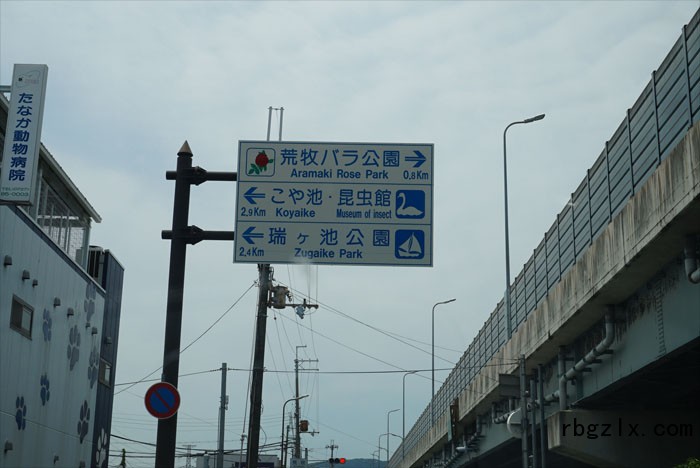 たなか動物病院
荒牧バラ公園
Aramaki Rose Park 0.8Km
こや池・昆虫館
2.9Km Koyaike Museum of insect
瑞ヶ池公園
2.4Km Zugaike Park
rbgzlx.com